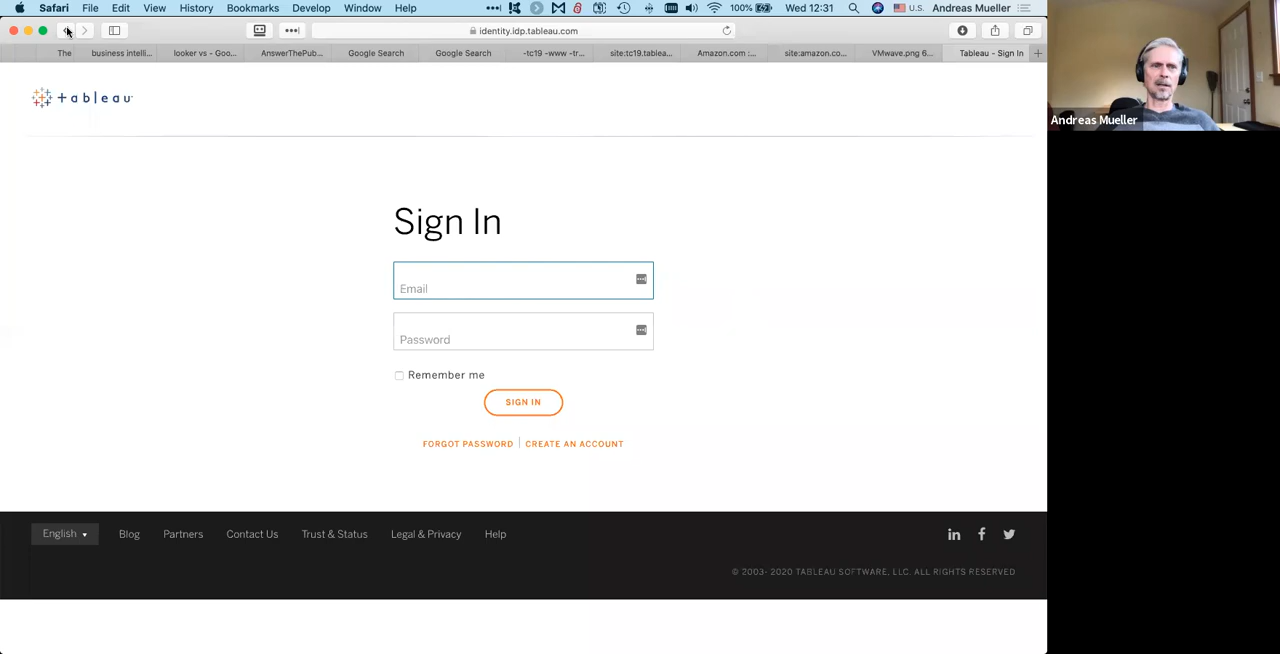 Safari File Edit View History Bookmarks Develop Window Help 100% Wed 12:31 U.S. Andreas Mueller
identity.idp.tableau.com
The business intelli... looker vs - Goo... AnswerThePub... Google Search Google Search -tc19 -www -tr... site:tc19.tablea... Amazon.com :... site:amazon.co... VMwave.png 6... Tableau - Sign In
+ableau
Andreas Mueller
Sign In
Email
Password
Remember me
SIGN IN
FORGOT PASSWORD | CREATE AN ACCOUNT
English Blog Partners Contact Us Trust & Status Legal & Privacy Help
© 2003- 2020 TABLEAU SOFTWARE, LLC. ALL RIGHTS RESERVED